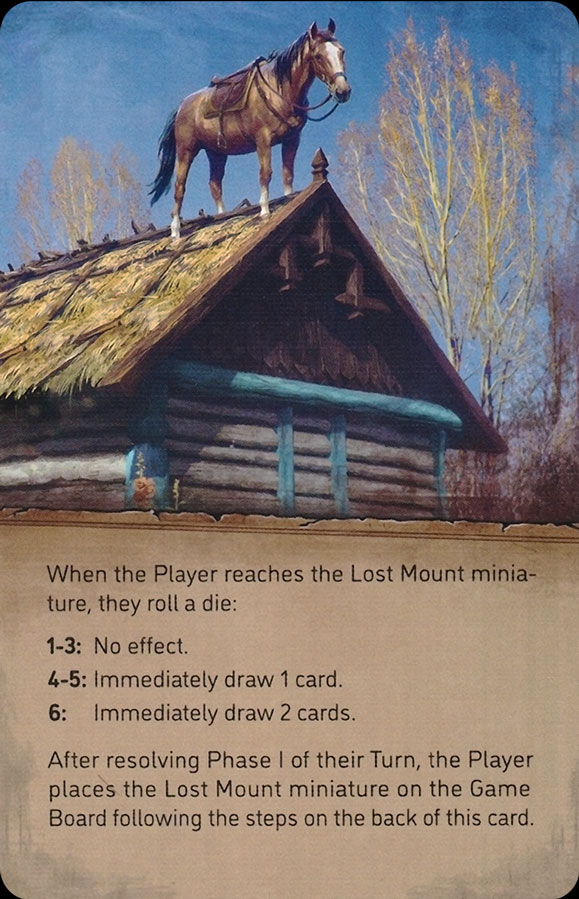 When the Player reaches the Lost Mount minia-
ture, they roll a die:
1-3: No effect.
4-5: Immediately draw 1 card.
6: Immediately draw 2 cards.
After resolving Phase I of their Turn, the Player
places the Lost Mount miniature on the Game
Board following the steps on the back of this card.